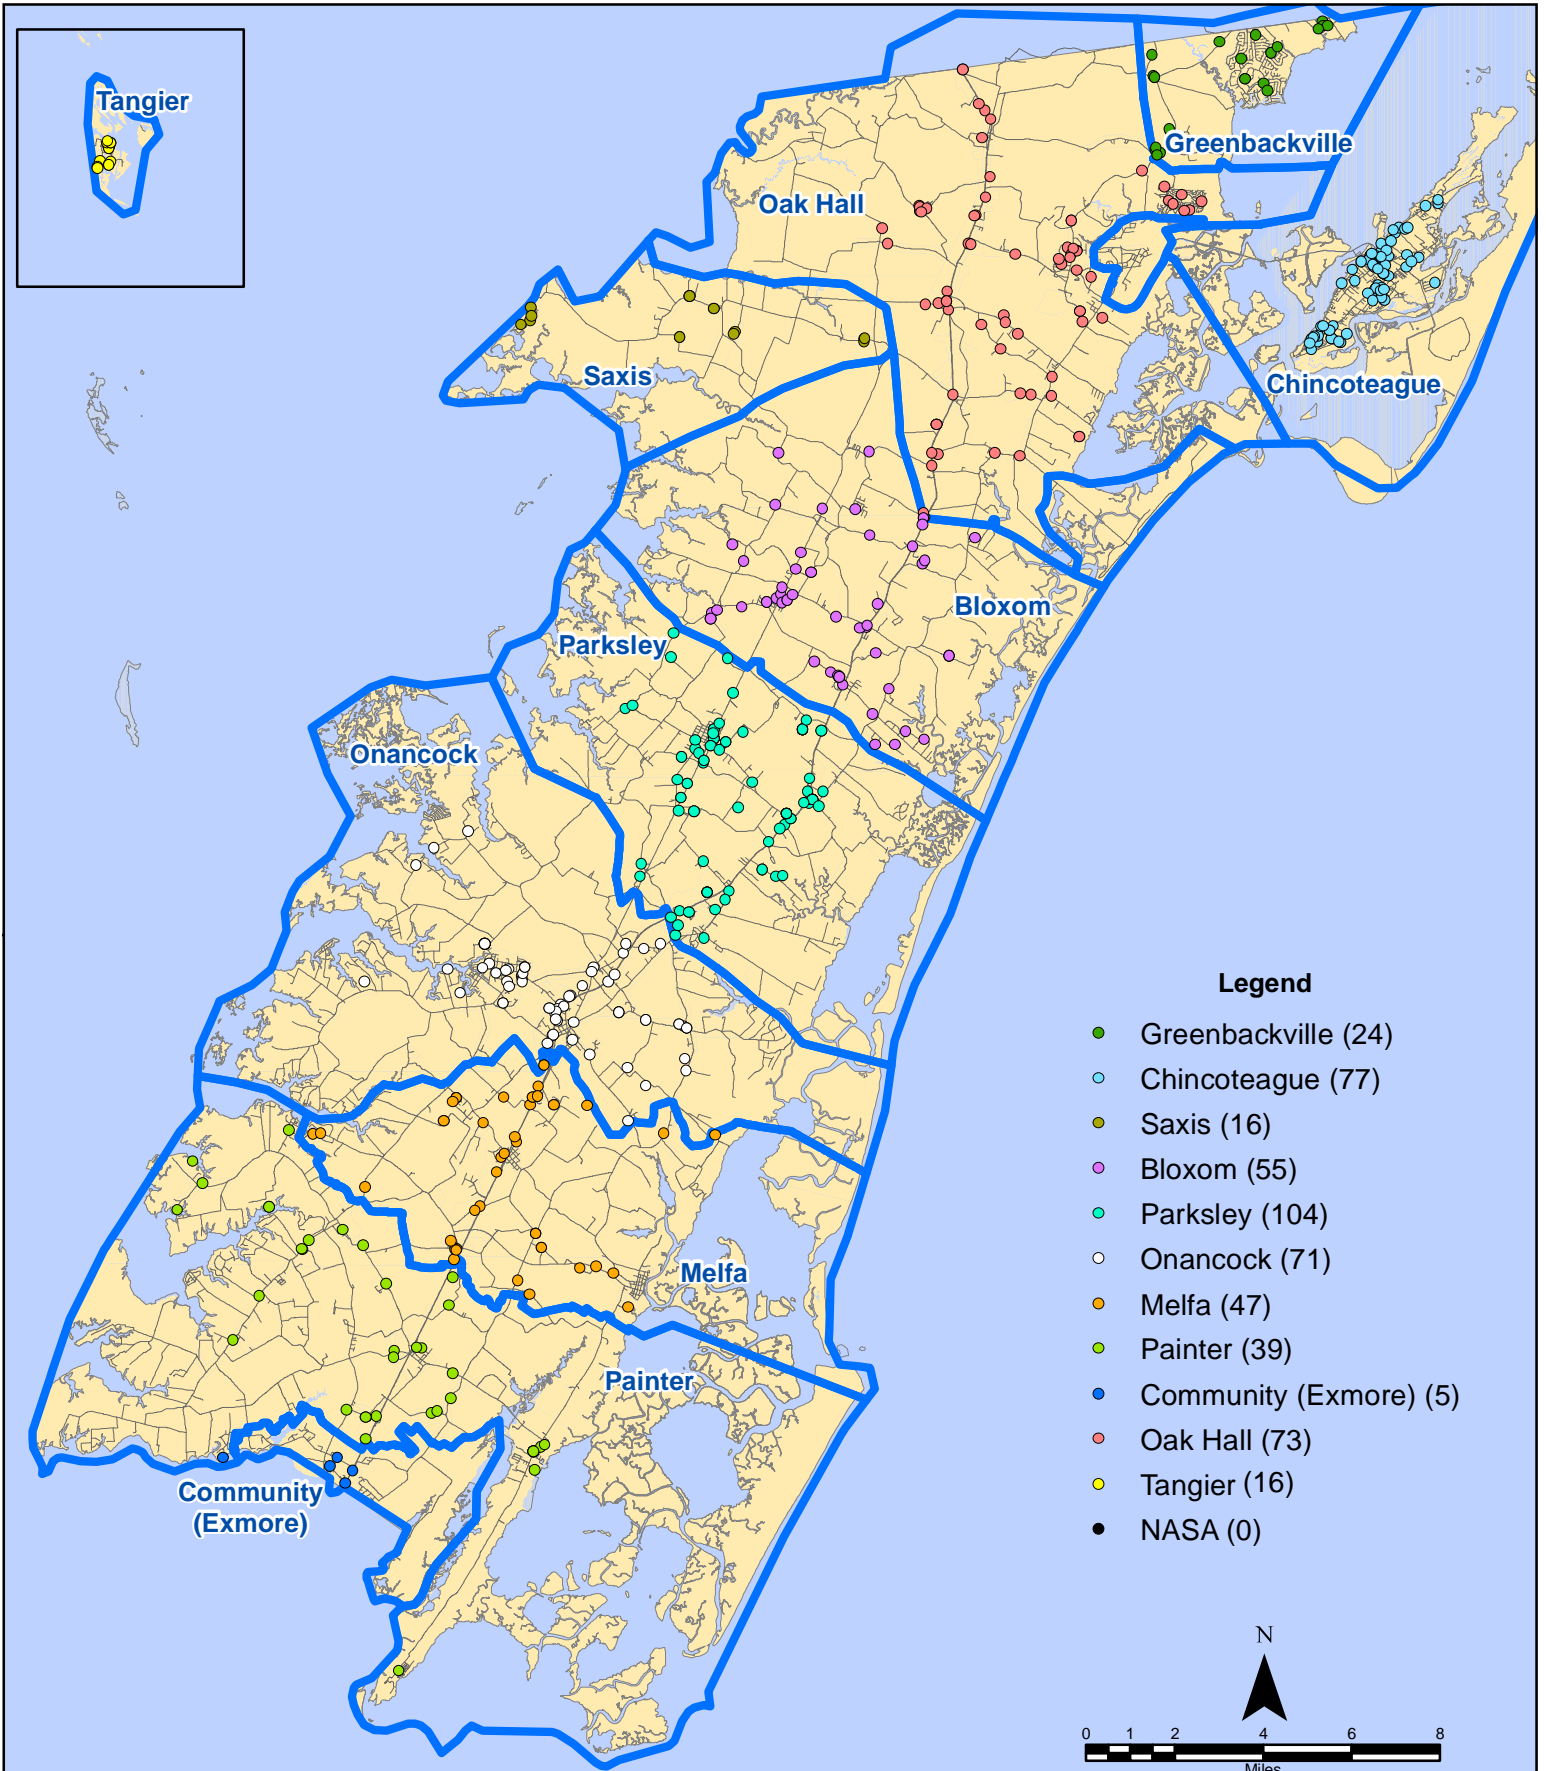 Tangier
Greenbackville
Oak Hall
Saxis
Chincoteague
Bloxom
Parksley
Onancock
Melfa
Painter
Community
(Exmore)
Legend
Greenbackville (24)
Chincoteague (77)
Saxis (16)
Bloxom (55)
Parksley (104)
Onancock (71)
Melfa (47)
Painter (39)
Community (Exmore) (5)
Oak Hall (73)
Tangier (16)
NASA (0)
N
0 1 2 4 6 8
Miles